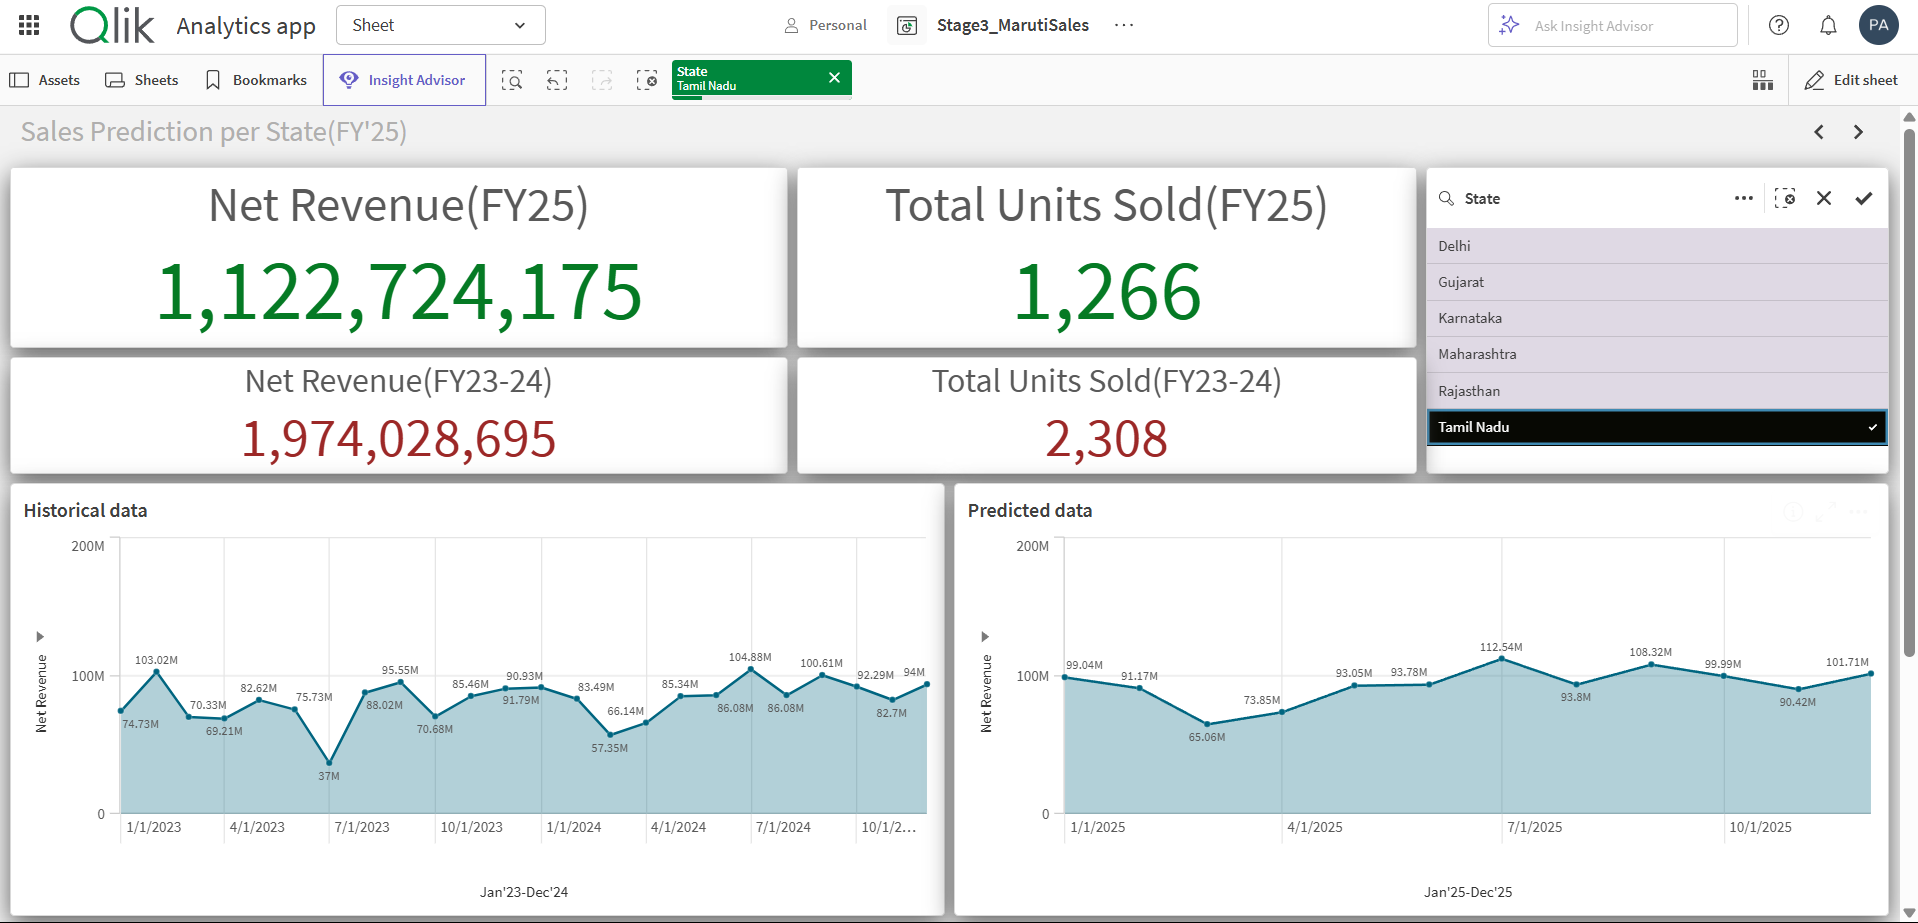 Qlik
Analytics app
Sheet
Personal
Stage3_MarutiSales
Ask Insight Advisor
PA
Assets
Sheets
Bookmarks
Insight Advisor
State
Tamil Nadu
Edit sheet
Sales Prediction per State(FY'25)
Net Revenue(FY25)
1,122,724,175
Total Units Sold(FY25)
1,266
Net Revenue(FY23-24)
1,974,028,695
Total Units Sold(FY23-24)
2,308
State
Delhi
Gujarat
Karnataka
Maharashtra
Rajasthan
Tamil Nadu
Historical data
Net Revenue
200M
100M
0
74.73M
103.02M
70.33M
69.21M
82.62M
75.73M
37M
88.02M
95.55M
70.68M
85.46M
90.93M
91.79M
83.49M
57.35M
66.14M
85.34M
86.08M
104.88M
86.08M
100.61M
92.29M
82.7M
94M
1/1/2023
4/1/2023
7/1/2023
10/1/2023
1/1/2024
4/1/2024
7/1/2024
10/1/2...
Jan'23-Dec'24
Predicted data
Net Revenue
200M
100M
0
99.04M
91.17M
65.06M
73.85M
93.05M
93.78M
112.54M
93.8M
108.32M
99.99M
90.42M
101.71M
1/1/2025
4/1/2025
7/1/2025
10/1/2025
Jan'25-Dec'25